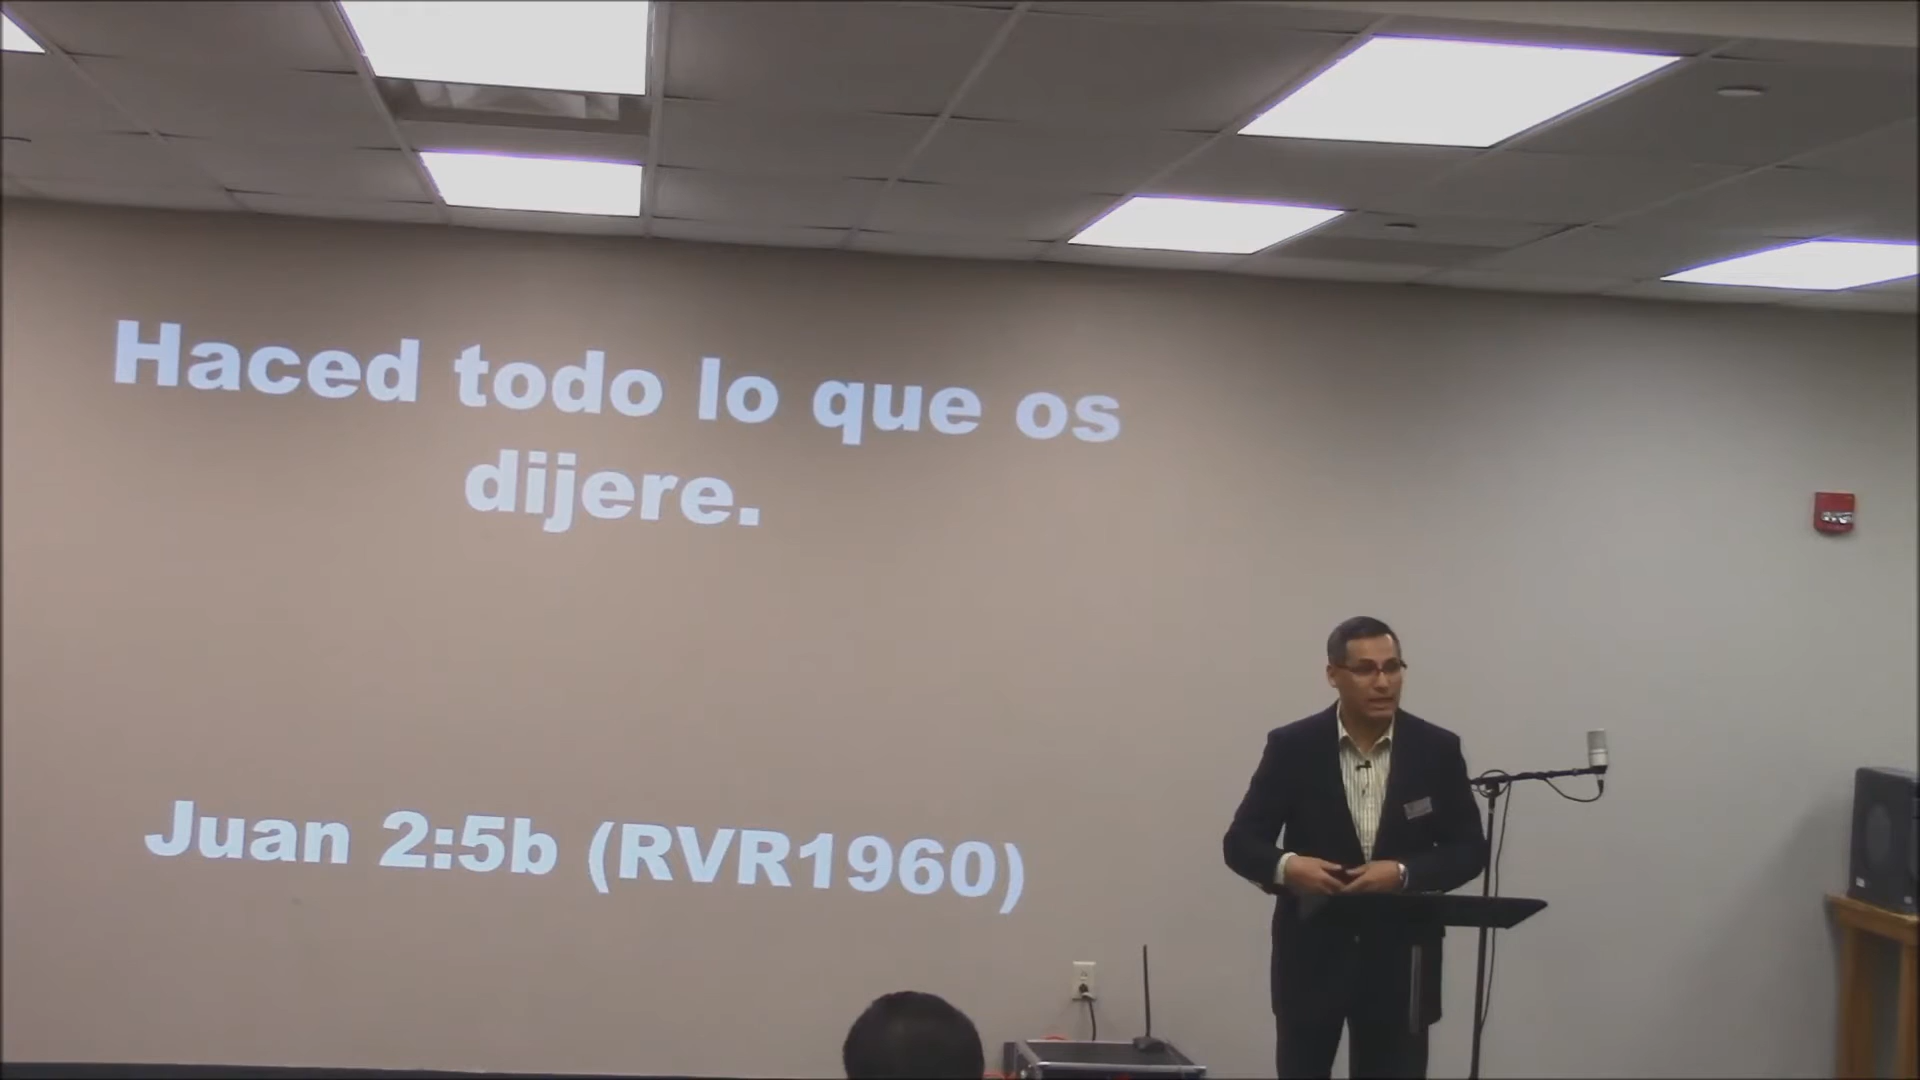 Haced todo lo que os
dijere.
Juan 2:5b (RVR1960)